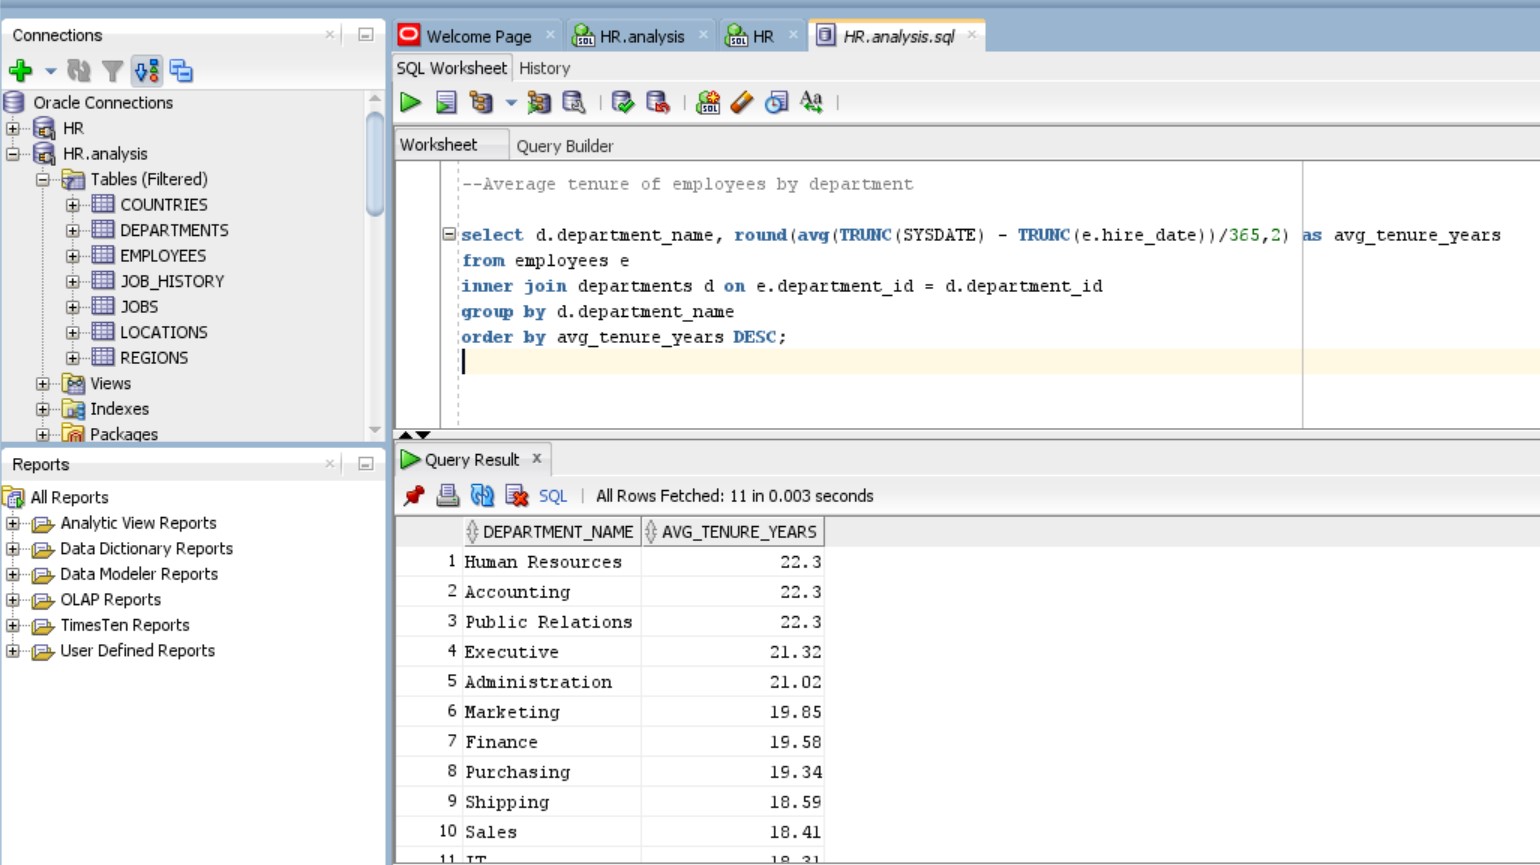 Connections
Oracle Connections
HR
HR.analysis
Tables (Filtered)
COUNTRIES
DEPARTMENTS
EMPLOYEES
JOB_HISTORY
JOBS
LOCATIONS
REGIONS
Views
Indexes
Packages
Reports
All Reports
Analytic View Reports
Data Dictionary Reports
Data Modeler Reports
OLAP Reports
TimesTen Reports
User Defined Reports
Welcome Page HR.analysis HR HR.analysis.sql
SQL Worksheet History
Worksheet Query Builder
--Average tenure of employees by department
select d.department_name, round(avg(TRUNC(SYSDATE) - TRUNC(e.hire_date))/365,2) as avg_tenure_years
from employees e
inner join departments d on e.department_id = d.department_id
group by d.department_name
order by avg_tenure_years DESC;
Query Result
SQL All Rows Fetched: 11 in 0.003 seconds
DEPARTMENT_NAME AVG_TENURE_YEARS
1 Human Resources 22.3
2 Accounting 22.3
3 Public Relations 22.3
4 Executive 21.32
5 Administration 21.02
6 Marketing 19.85
7 Finance 19.58
8 Purchasing 19.34
9 Shipping 18.59
10 Sales 18.41
11 IT 18.31